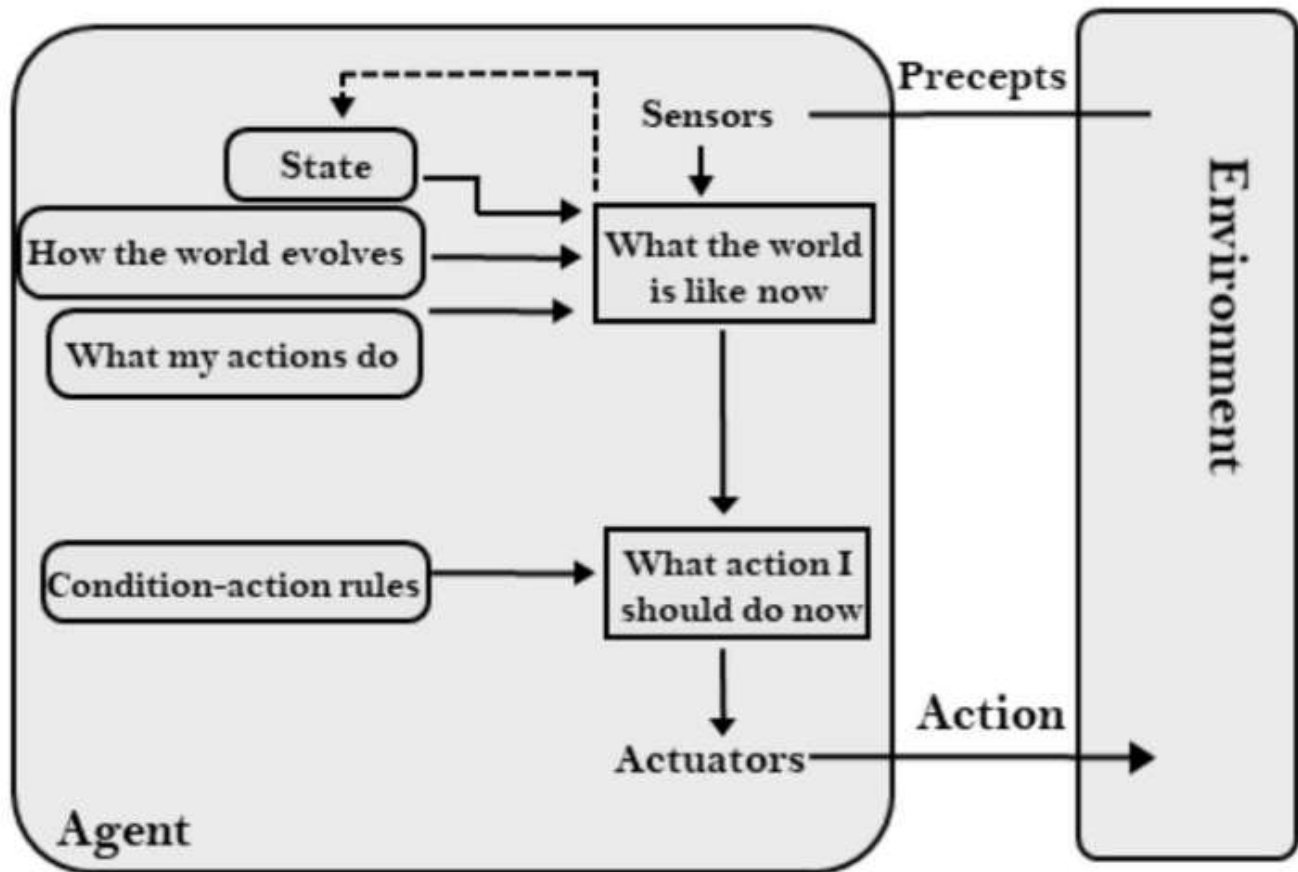 Precepts
Sensors
State
How the world evolves
What the world
is like now
What my actions do
Environment
Condition-action rules
What action I
should do now
Action
Actuators
Agent